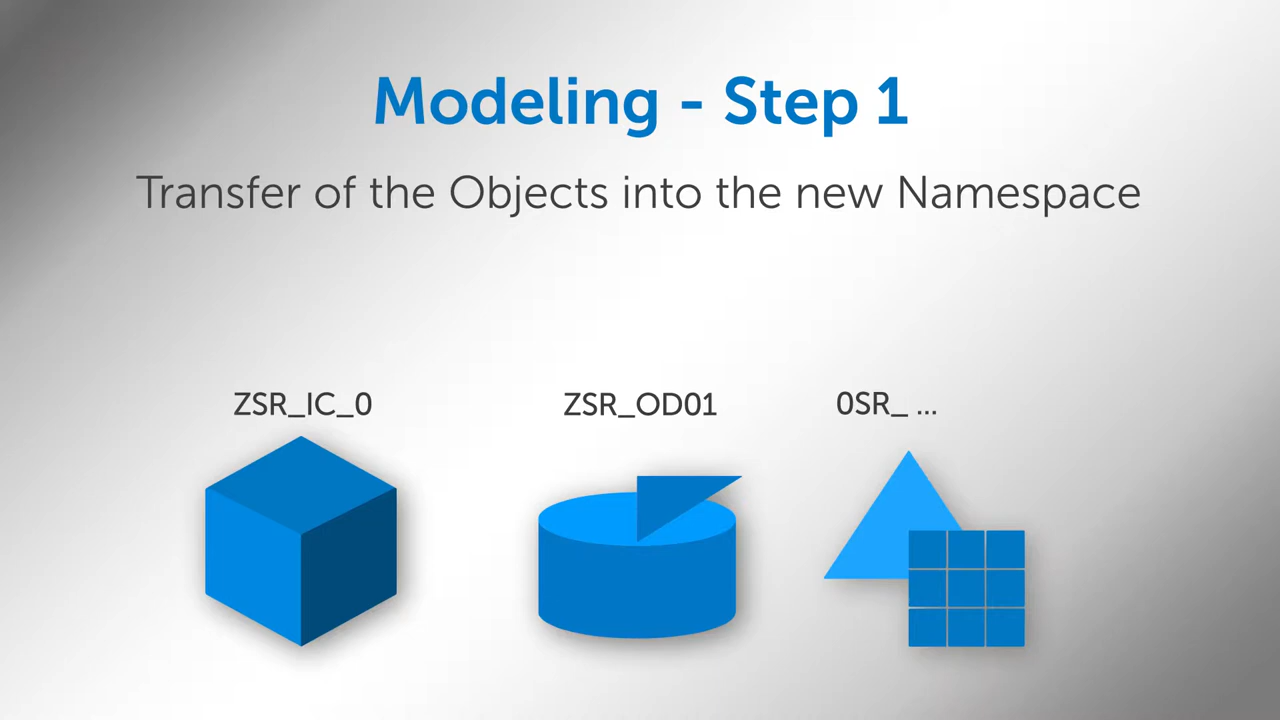 Modeling - Step 1
Transfer of the Objects into the new Namespace
ZSR_IC_0
ZSR_OD01
0SR_ ...